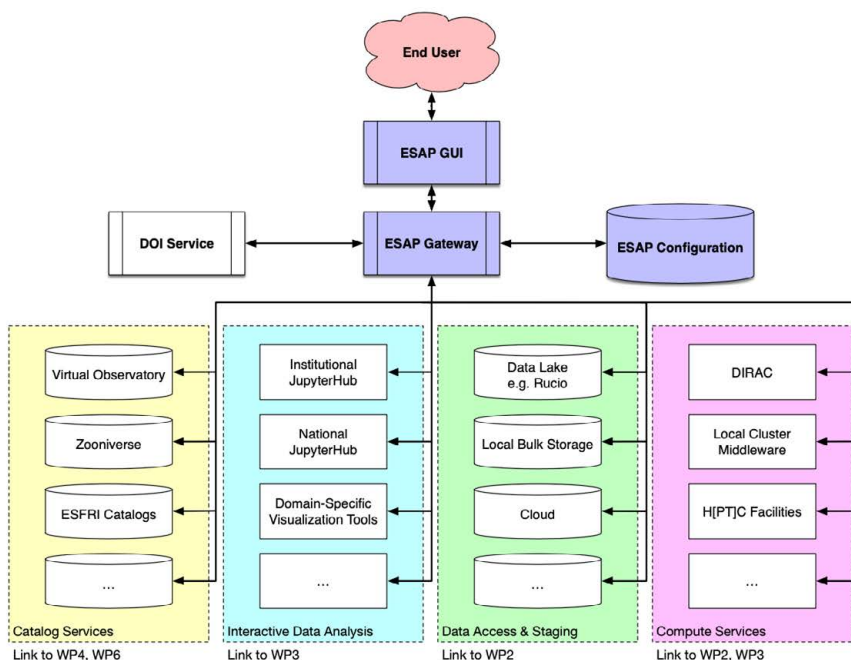 End User
ESAP GUI
DOI Service
ESAP Gateway
ESAP Configuration
Virtual Observatory
Zooniverse
ESFRI Catalogs
...
Catalog Services
Link to WP4, WP6
Institutional
JupyterHub
National
JupyterHub
Domain-Specific
Visualization Tools
...
Interactive Data Analysis
Link to WP3
Data Lake
e.g. Rucio
Local Bulk Storage
Cloud
...
Data Access & Staging
Link to WP2
DIRAC
Local Cluster
Middleware
H[PT]C Facilities
...
Compute Services
Link to WP2, WP3